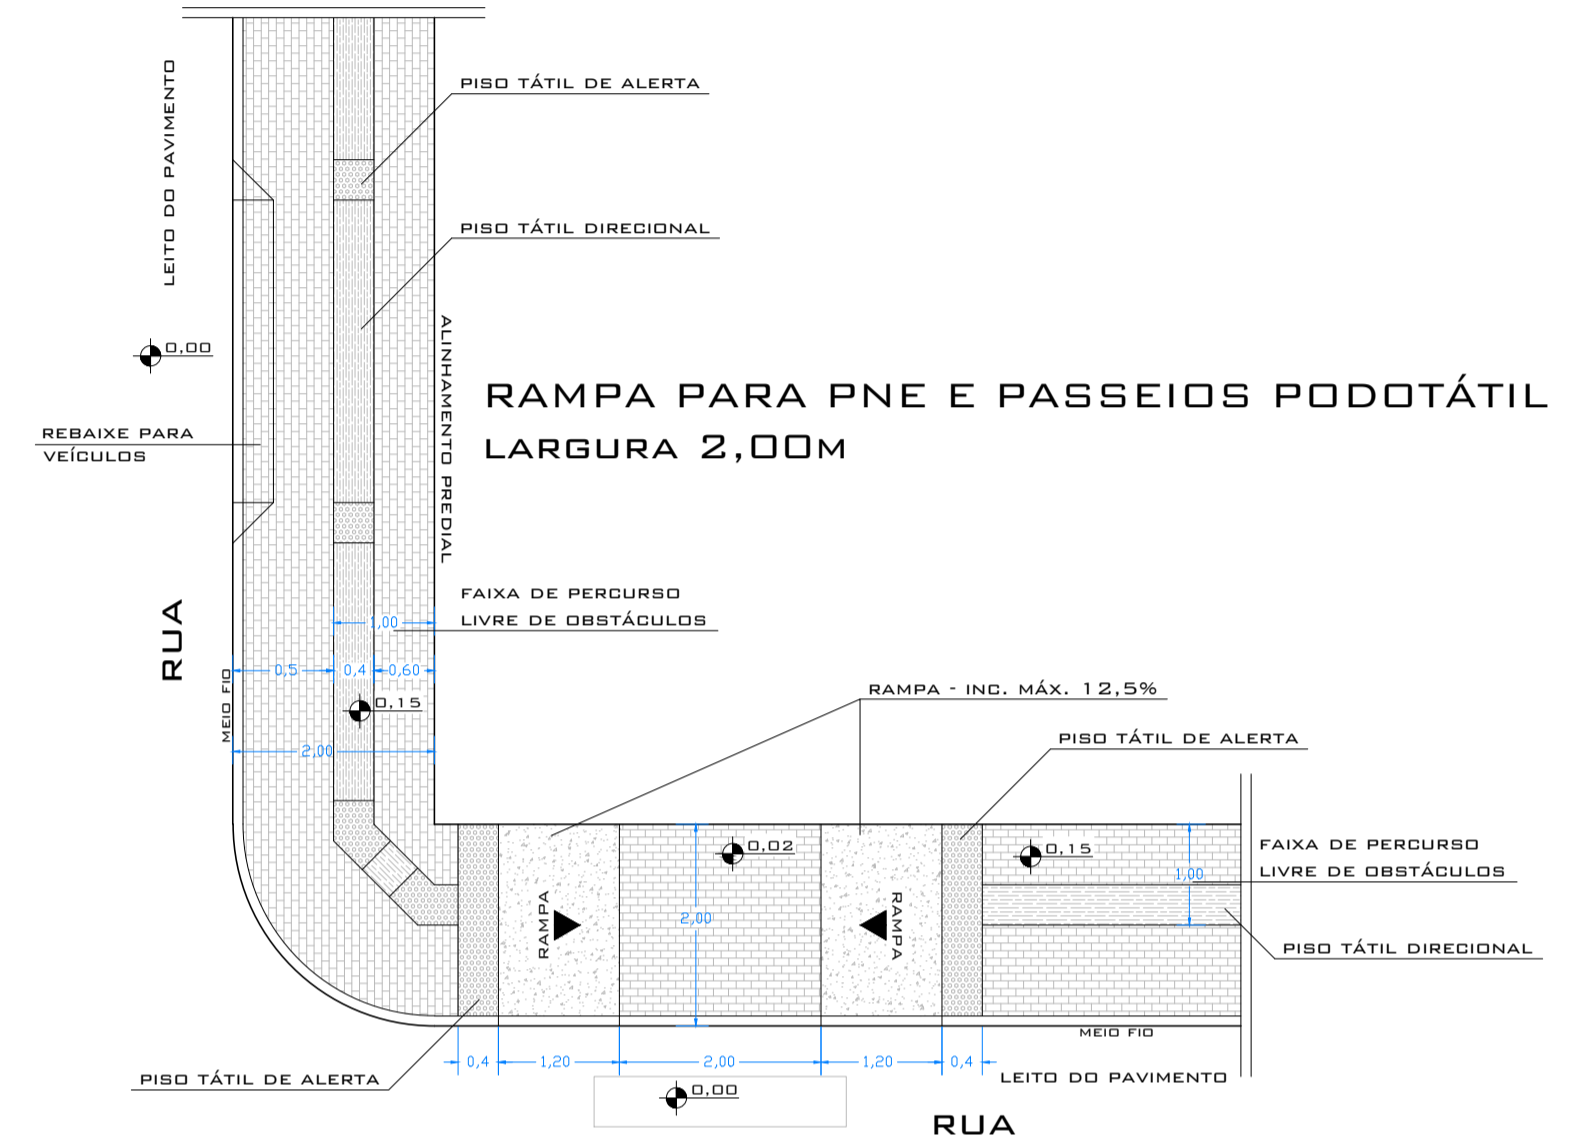 LEITO DO PAVIMENTO
PISO TÁTIL DE ALERTA
PISO TÁTIL DIRECIONAL
0,00
ALINHAMENTO PREDIAL
RAMPA PARA PNE E PASSEIOS PODOTÁTIL
LARGURA 2,00M
REBAIXE PARA
VEÍCULOS
FAIXA DE PERCURSO
LIVRE DE OBSTÁCULOS
1,00
RUA
0,5
0,4
0,60
MEIO FIO
0,15
2,00
RAMPA - INC. MÁX. 12,5%
PISO TÁTIL DE ALERTA
0,02
0,15
FAIXA DE PERCURSO
LIVRE DE OBSTÁCULOS
1,00
RAMPA
2,00
RAMPA
PISO TÁTIL DIRECIONAL
MEIO FIO
0,4
1,20
2,00
1,20
0,4
PISO TÁTIL DE ALERTA
LEITO DO PAVIMENTO
0,00
RUA